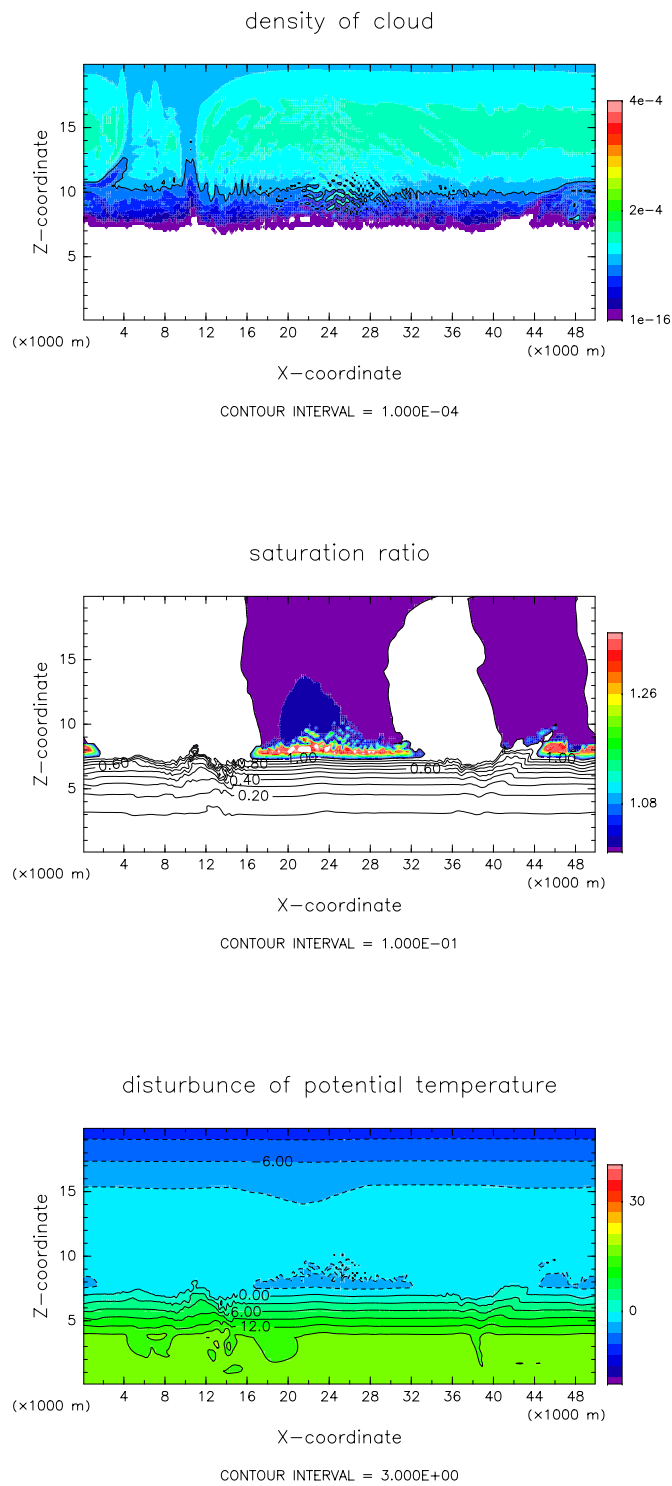 density of cloud
4e-4
15
10
5
2e-4
1e-16
Z-coordinate
4 8 12 16 20 24 28 32 36 40 44 48
(×1000 m) (×1000 m)
X-coordinate
CONTOUR INTERVAL = 1.000E-04
saturation ratio
15
10
5
1.26
1.08
Z-coordinate
0.60 0.80 1.00 0.60 1.00
0.40
0.20
4 8 12 16 20 24 28 32 36 40 44 48
(×1000 m) (×1000 m)
X-coordinate
CONTOUR INTERVAL = 1.000E-01
disturbunce of potential temperature
-6.00
15
10
5
30
0
Z-coordinate
0.00
6.00
12.0
4 8 12 16 20 24 28 32 36 40 44 48
(×1000 m) (×1000 m)
X-coordinate
CONTOUR INTERVAL = 3.000E+00